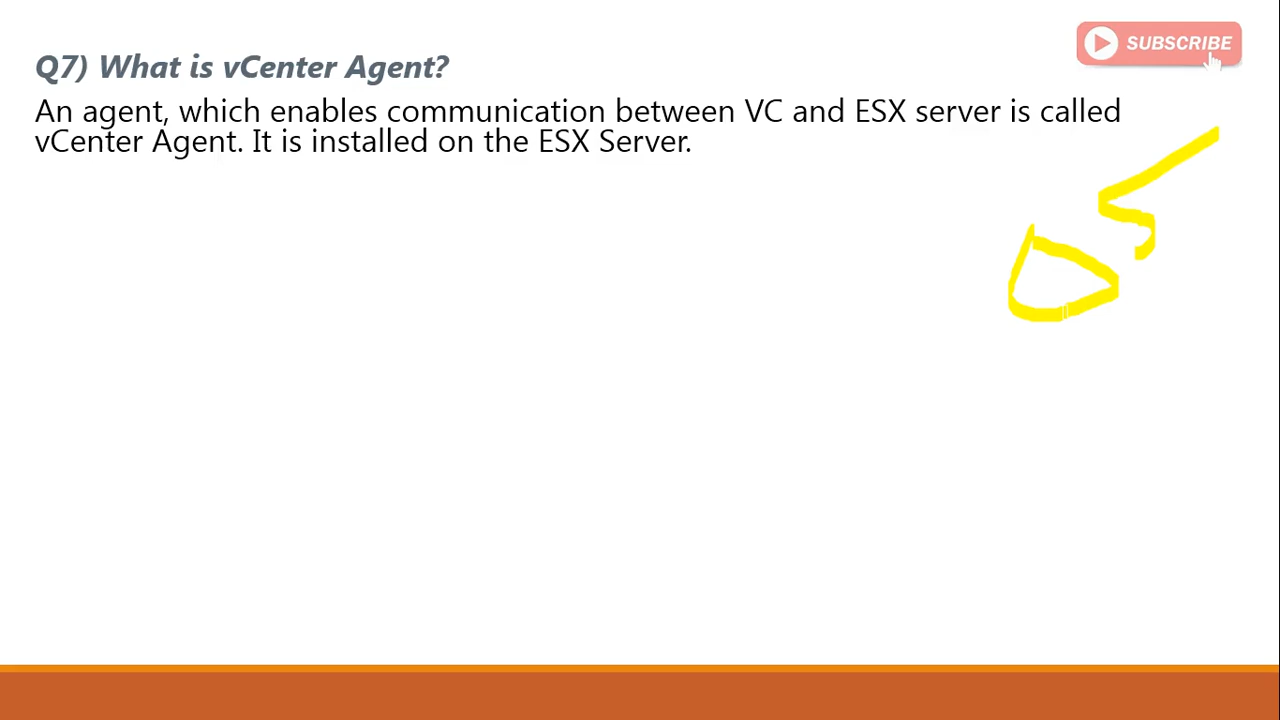 SUBSCRIBE
Q7) What is vCenter Agent?
An agent, which enables communication between VC and ESX server is called
vCenter Agent. It is installed on the ESX Server.